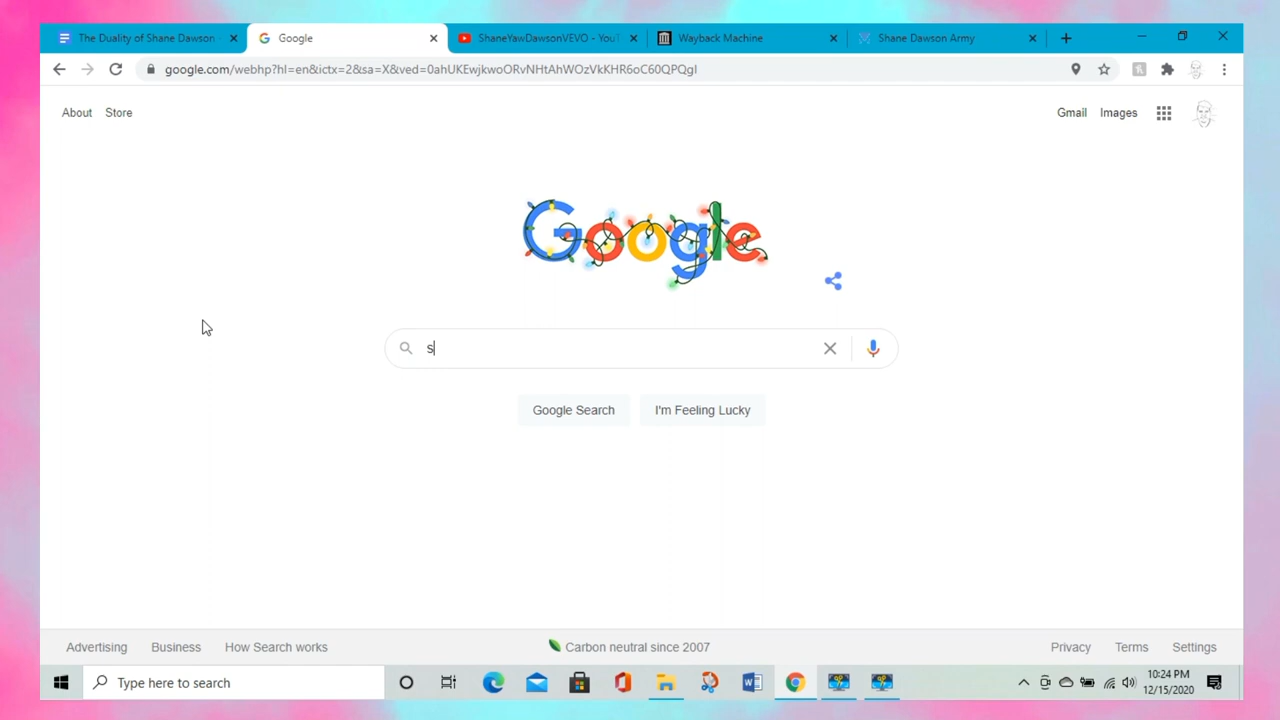 The Duality of Shane Dawson
Google
ShaneYawDawsonVEVO - YouT
Wayback Machine
Shane Dawson Army
google.com/webhp?hl=en&ictx=2&sa=X&ved=0ahUKEwjkwoORvNHtAhWOzVkKHR6oC60QPQgI
About Store
Gmail Images
Google
s
Google Search
I'm Feeling Lucky
Advertising Business How Search works
Carbon neutral since 2007
Privacy Terms Settings
Type here to search
10:24 PM
12/15/2020